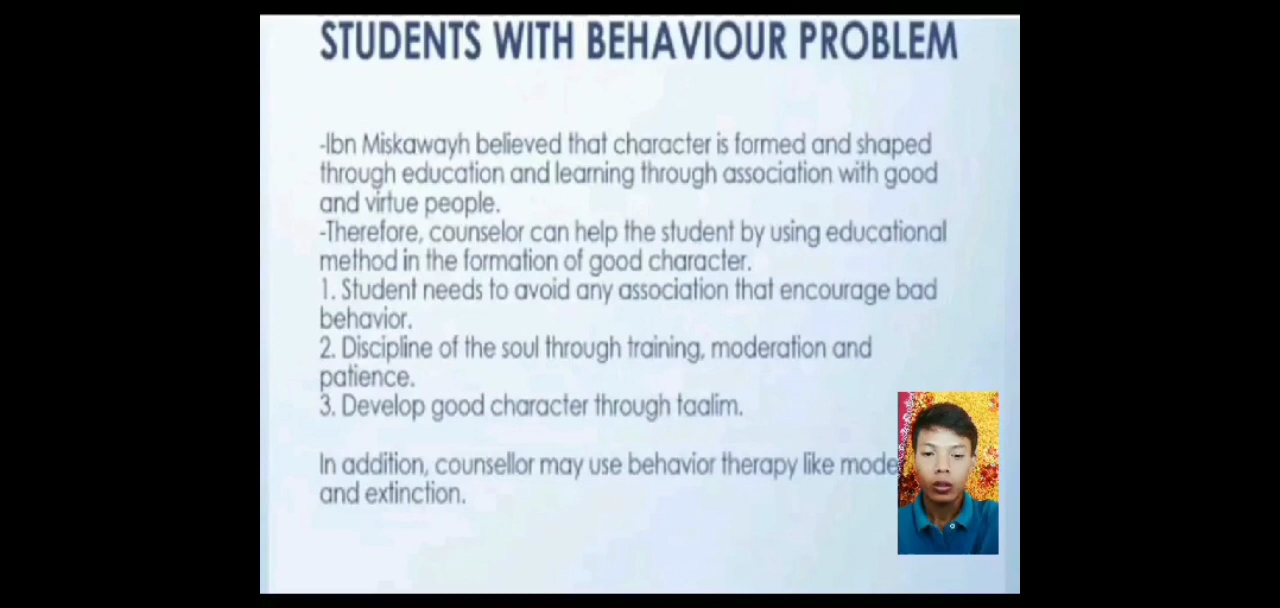 STUDENTS WITH BEHAVIOUR PROBLEM
-Ibn Miskawayh believed that character is formed and shaped
through education and learning through association with good
and virtue people.
-Therefore, counselor can help the student by using educational
method in the formation of good character.
1. Student needs to avoid any association that encourage bad
behavior.
2. Discipline of the soul through training, moderation and
patience.
3. Develop good character through taalim.
In addition, counsellor may use behavior therapy like
and extinction.